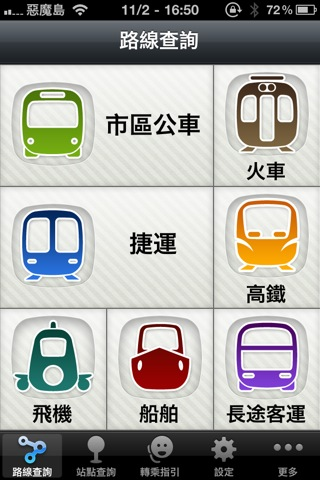 惡魔島 11/2 - 16:50 72%
路線查詢
市區公車
火車
捷運
高鐵
飛機
船舶
長途客運
路線查詢
站點查詢
轉乘指引
設定
更多